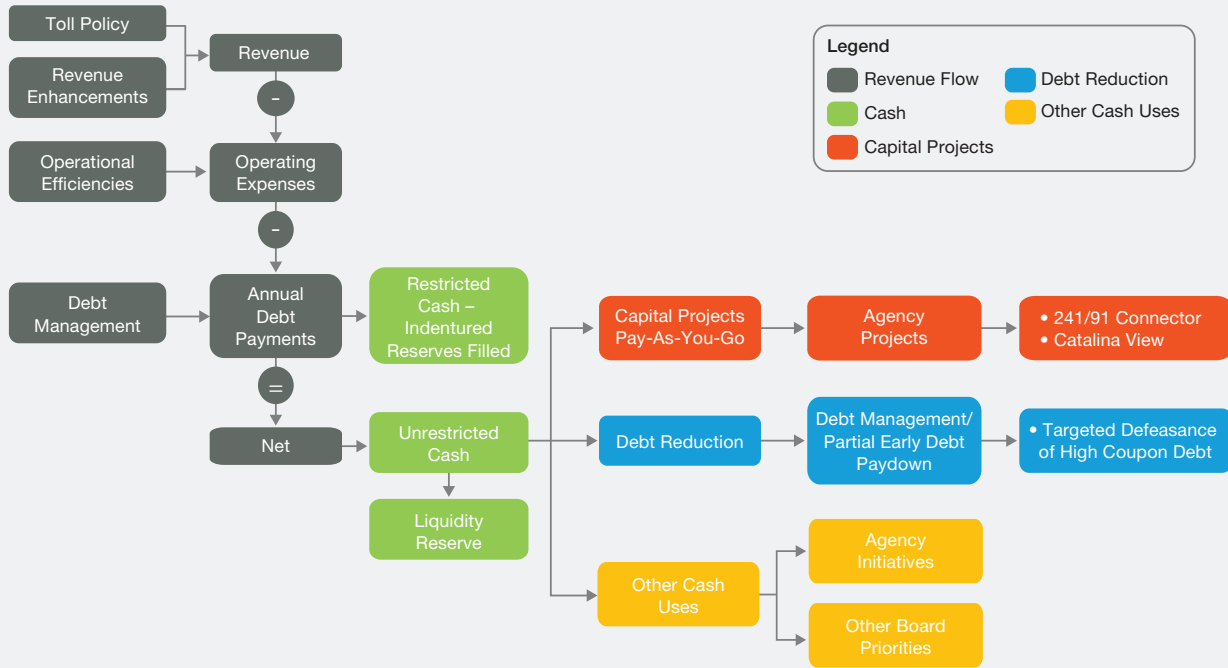 Toll Policy
Revenue
Enhancements
Revenue
-
Operational
Efficiencies
Operating
Expenses
-
Debt
Management
Annual
Debt
Payments
=
Net
Restricted
Cash –
Indentured
Reserves Filled
Unrestricted
Cash
Liquidity
Reserve
Capital Projects
Pay-As-You-Go
Agency
Projects
• 241/91 Connector
• Catalina View
Debt Reduction
Debt Management/
Partial Early Debt
Paydown
• Targeted Defeasance
of High Coupon Debt
Other Cash
Uses
Agency
Initiatives
Other Board
Priorities
Legend
Revenue Flow
Cash
Capital Projects
Debt Reduction
Other Cash Uses